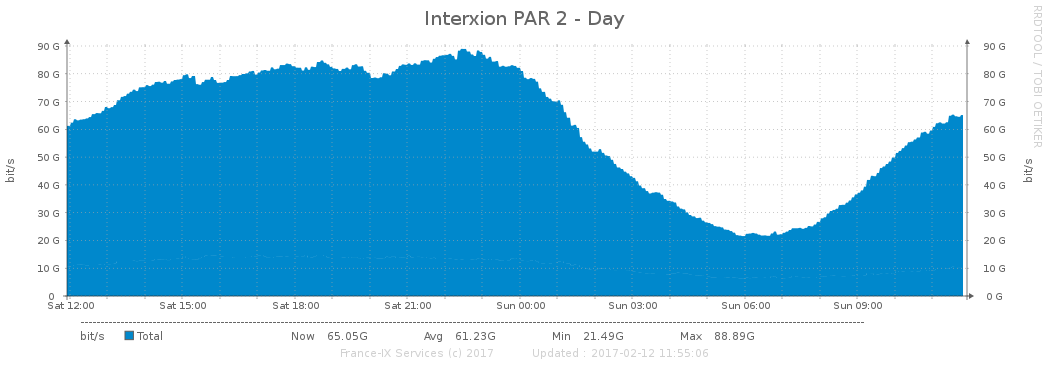 Interxion PAR 2 - Day
RRDTOOL / TOBI OETIKER
90 G 90 G
80 G 80 G
70 G 70 G
60 G 60 G
50 G 50 G
bit/s bit/s
40 G 40 G
30 G 30 G
20 G 20 G
10 G 10 G
0 0 G
Sat 12:00 Sat 15:00 Sat 18:00 Sat 21:00 Sun 00:00 Sun 03:00 Sun 06:00 Sun 09:00
bit/s Total Now 65.05G Avg 61.23G Min 21.49G Max 88.89G
France-IX Services (c) 2017 Updated : 2017-02-12 11:55:06